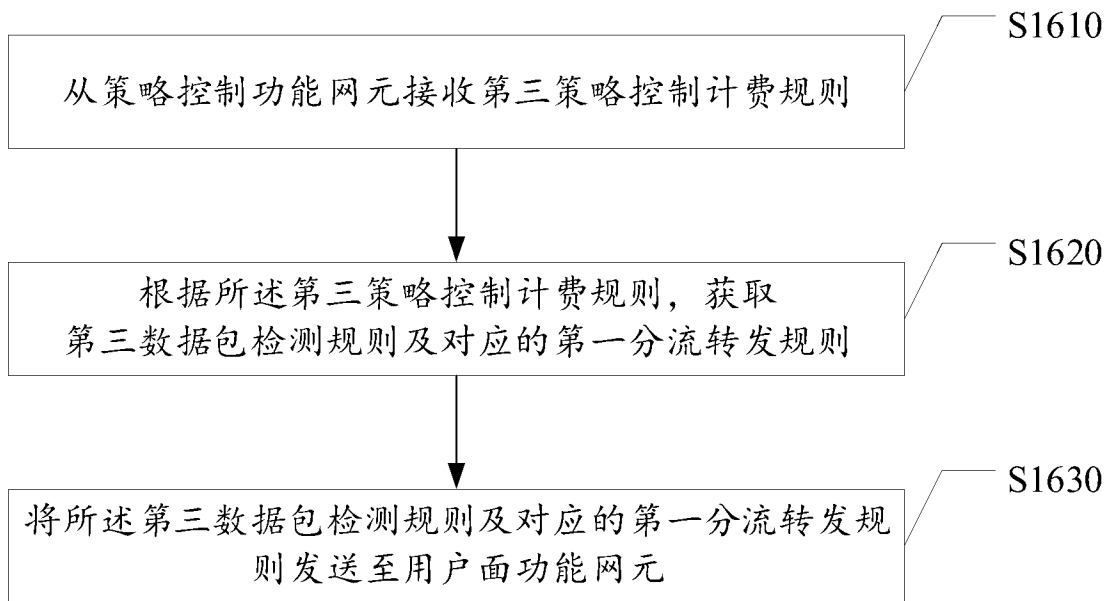 S1610
从策略控制功能网元接收第三策略控制计费规则
S1620
根据所述第三策略控制计费规则，获取
第三数据包检测规则及对应的第一分流转发规则
S1630
将所述第三数据包检测规则及对应的第一分流转发规
则发送至用户面功能网元